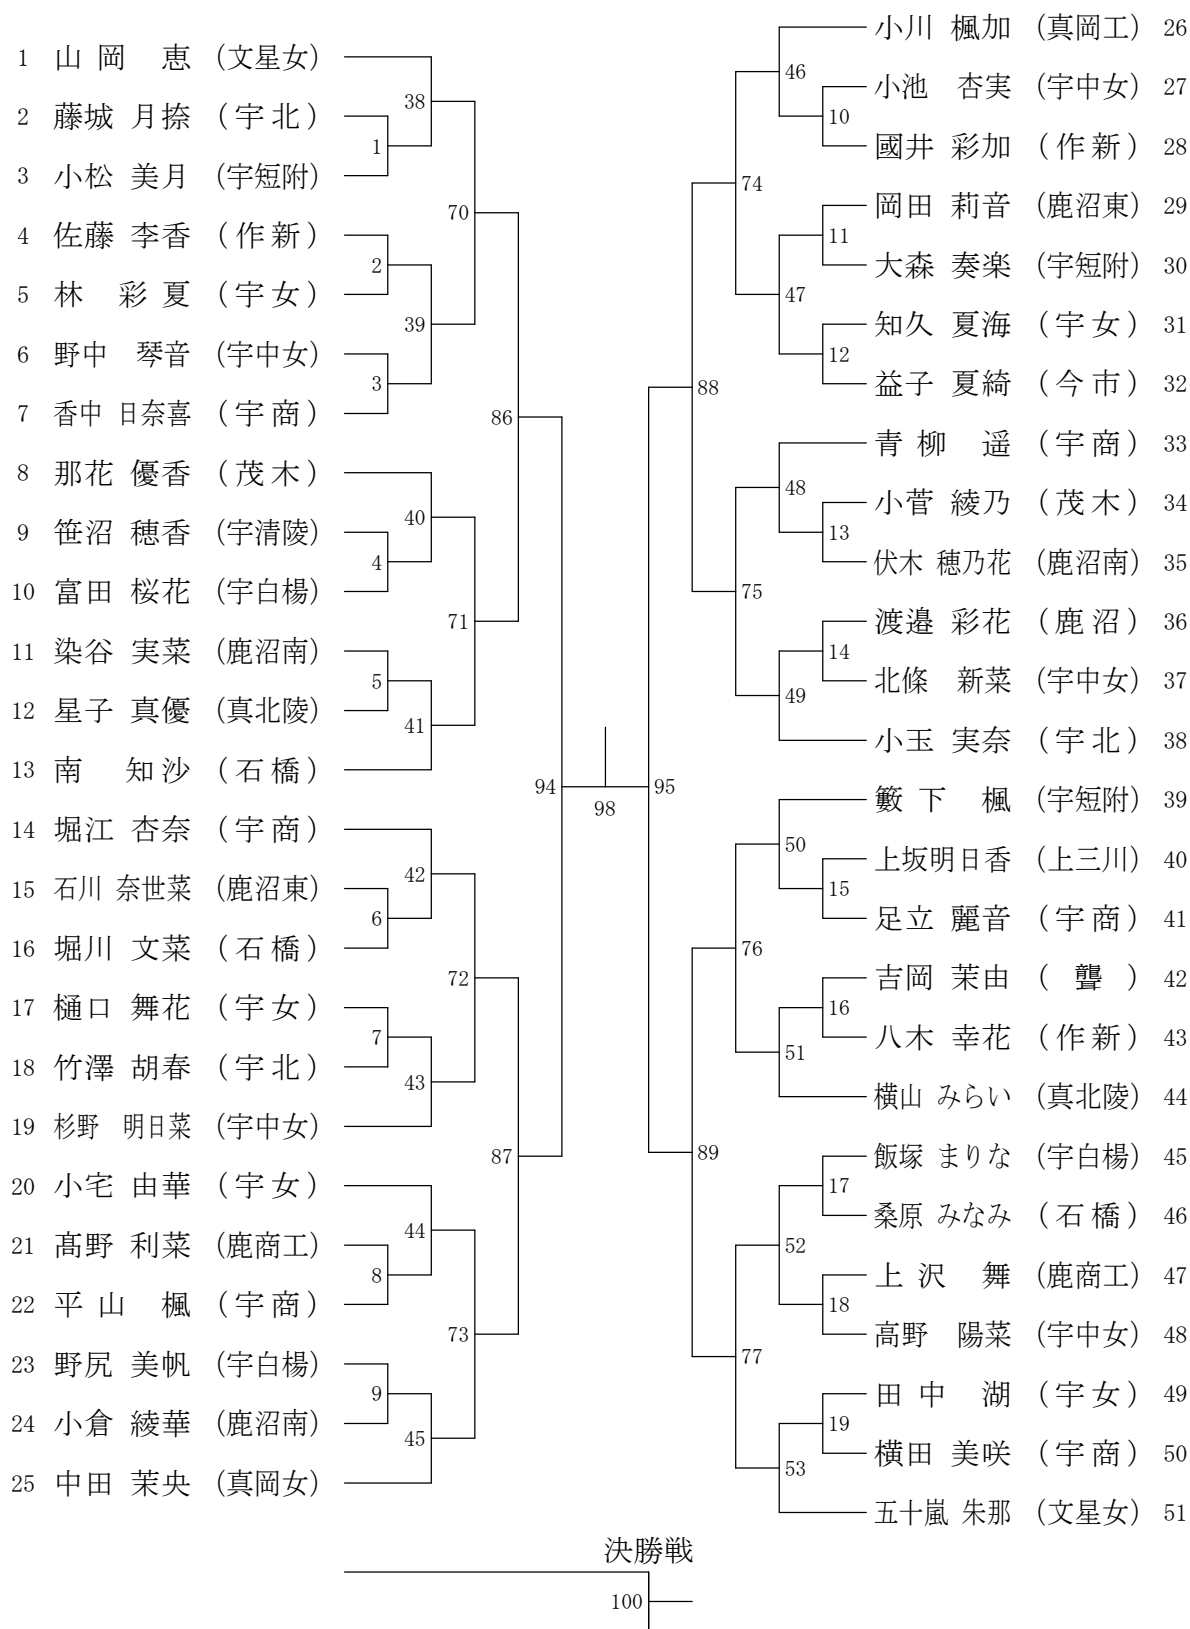 1 山岡 恵 (文星女)
2 藤城 月捺 (宇北)
3 小松 美月 (宇短附)
4 佐藤 李香 (作新)
5 林 彩夏 (宇女)
6 野中 琴音 (宇中女)
7 香中 日奈喜 (宇商)
8 那花 優香 (茂木)
9 笹沼 穂香 (宇清陵)
10 富田 桜花 (宇白楊)
11 染谷 実菜 (鹿沼南)
12 星子 真優 (真北陵)
13 南 知沙 (石橋)
14 堀江 杏奈 (宇商)
15 石川 奈世菜 (鹿沼東)
16 堀川 文菜 (石橋)
17 樋口 舞花 (宇女)
18 竹澤 胡春 (宇北)
19 杉野 明日菜 (宇中女)
20 小宅 由華 (宇女)
21 髙野 利菜 (鹿商工)
22 平山 楓 (宇商)
23 野尻 美帆 (宇白楊)
24 小倉 綾華 (鹿沼南)
25 中田 茉央 (真岡女)
1
2
3
4
5
6
7
8
9
38
39
40
41
42
43
44
45
70
71
72
73
86
87
94
98
95
88
89
74
75
76
77
46
47
48
49
50
51
52
53
10
11
12
13
14
15
16
17
18
19
小川 楓加 (真岡工) 26
小池 杏実 (宇中女) 27
國井 彩加 (作新) 28
岡田 莉音 (鹿沼東) 29
大森 奏楽 (宇短附) 30
知久 夏海 (宇女) 31
益子 夏綺 (今市) 32
青柳 遥 (宇商) 33
小菅 綾乃 (茂木) 34
伏木 穂乃花 (鹿沼南) 35
渡邉 彩花 (鹿沼) 36
北條 新菜 (宇中女) 37
小玉 実奈 (宇北) 38
籔下 楓 (宇短附) 39
上坂明日香 (上三川) 40
足立 麗音 (宇商) 41
吉岡 茉由 (聾) 42
八木 幸花 (作新) 43
横山 みらい (真北陵) 44
飯塚 まりな (宇白楊) 45
桑原 みなみ (石橋) 46
上沢 舞 (鹿商工) 47
高野 陽菜 (宇中女) 48
田中 湖 (宇女) 49
横田 美咲 (宇商) 50
五十嵐 朱那 (文星女) 51
決勝戦
100